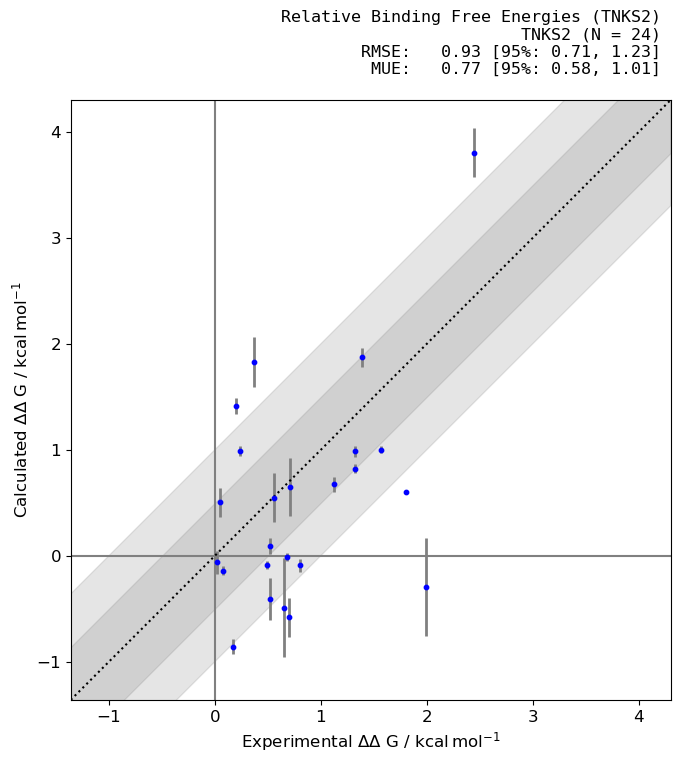 Relative Binding Free Energies (TNKS2)
TNKS2 (N = 24)
RMSE: 0.93 [95%: 0.71, 1.23]
MUE: 0.77 [95%: 0.58, 1.01]
4
3
2
1
0
−1
Calculated ΔΔ G / kcal mol⁻¹
−1
0
1
2
3
4
Experimental ΔΔ G / kcal mol⁻¹